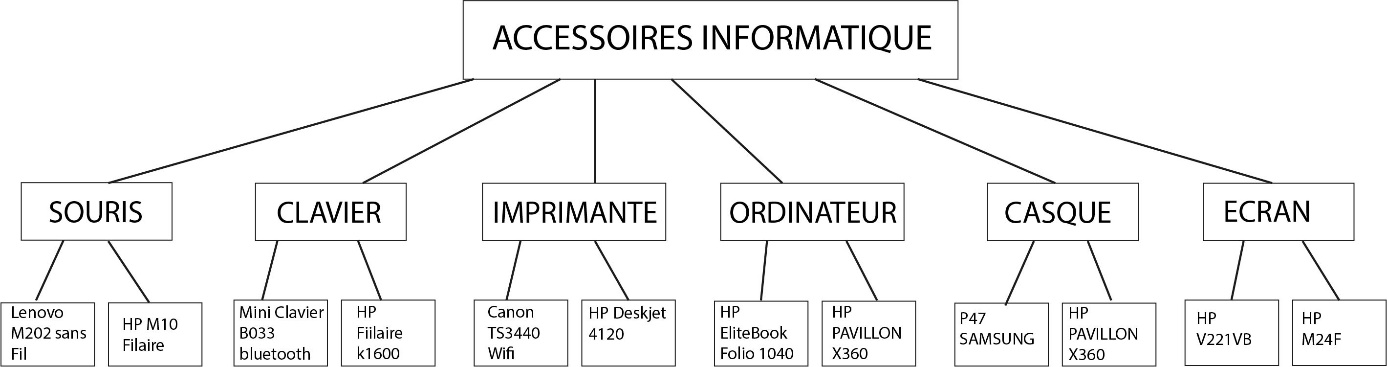 ACCESSOIRES INFORMATIQUE
SOURIS
CLAVIER
IMPRIMANTE
ORDINATEUR
CASQUE
ECRAN
Lenovo
M202 sans
Fil
HP M10
Filaire
Mini Clavier
B033
bluetooth
HP
Fiilaire
k1600
Canon
TS3440
Wifi
HP Deskjet
4120
HP
EliteBook
Folio 1040
HP
PAVILLON
X360
P47
SAMSUNG
HP
PAVILLON
X360
HP
V221VB
HP
M24F